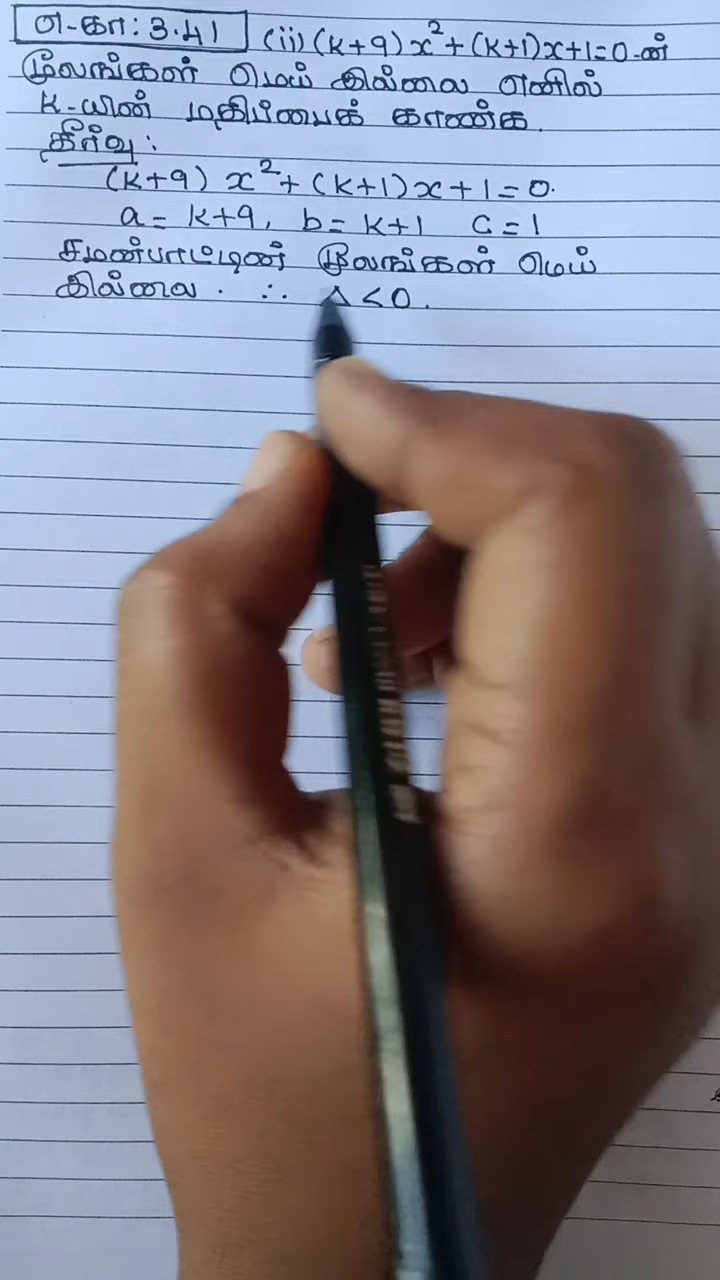 எ-கா: 3.41 (ii) (k+9)x²+(k+1)x+1=0-ன்
மூலங்கள் மெய் இல்லை எனில்
k-யின் மதிப்பைக் காண்க.
தீர்வு:
(k+9) x²+(k+1)x+1=0.
a = k+9, b = k+1 c = 1
சமன்பாட்டின் மூலங்கள் மெய்
இல்லை. ∴ Δ<0.